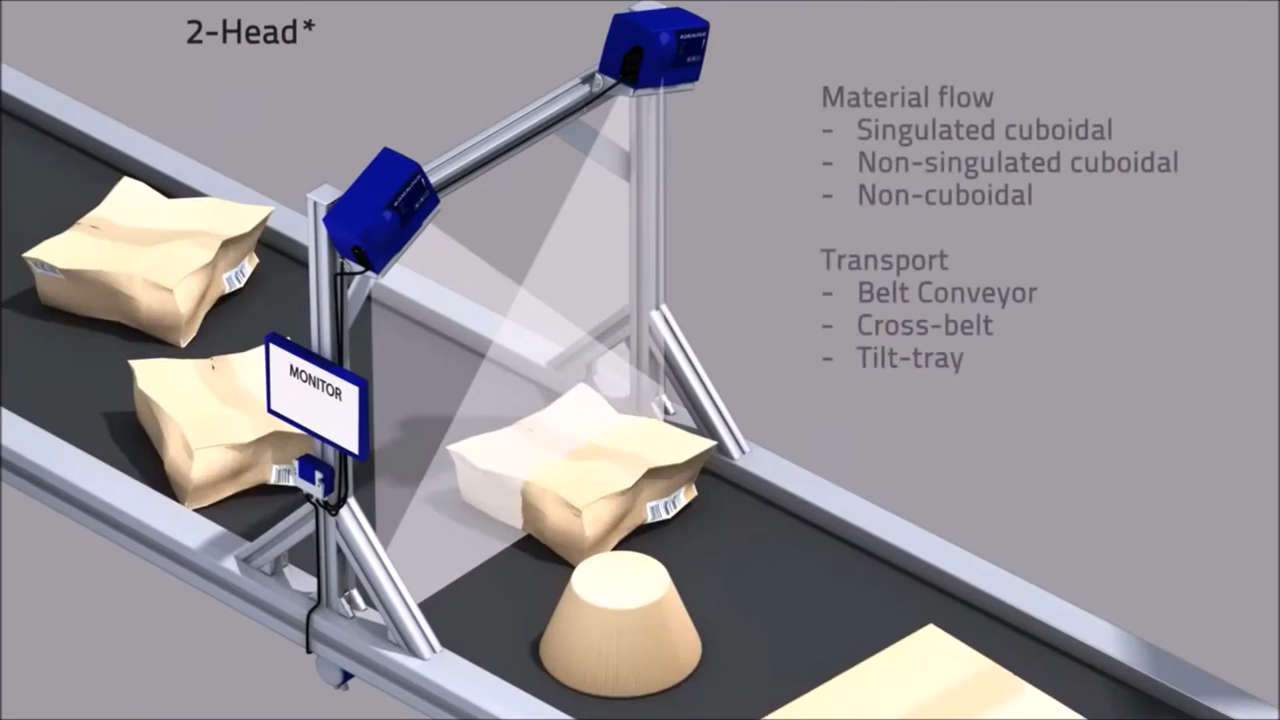 2-Head*
Material flow
- Singulated cuboidal
- Non-singulated cuboidal
- Non-cuboidal
Transport
- Belt Conveyor
- Cross-belt
- Tilt-tray
MONITOR